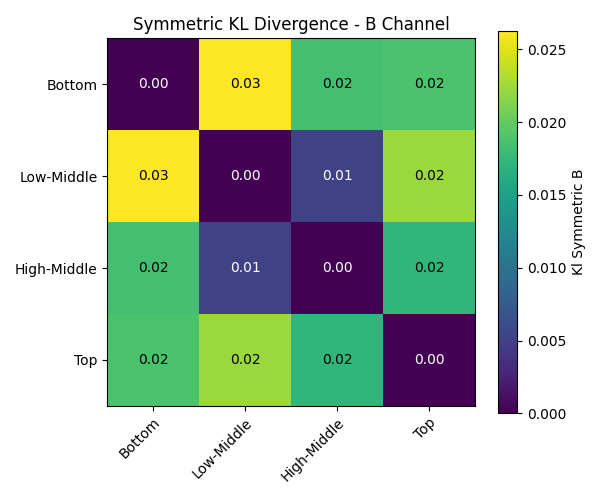 Symmetric KL Divergence - B Channel
Bottom 0.00 0.03 0.02 0.02
Low-Middle 0.03 0.00 0.01 0.02
High-Middle 0.02 0.01 0.00 0.02
Top 0.02 0.02 0.02 0.00
Bottom Low-Middle High-Middle Top
0.025
0.020
0.015
0.010
0.005
0.000
Kl Symmetric B